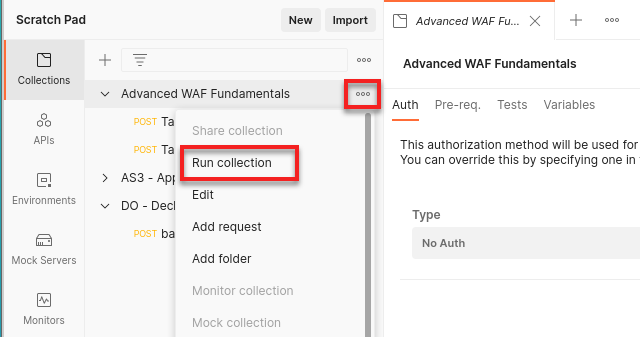 Scratch Pad
New
Import
Collections
APIs
Environments
Mock Servers
Monitors
Advanced WAF Fundamentals
POST Ta
POST Ta
AS3 - App
DO - Decl
POST ba
Share collection
Run collection
Edit
Add request
Add folder
Monitor collection
Mock collection
Advanced WAF Fu...
Advanced WAF Fundamentals
Auth
Pre-req.
Tests
Variables
This authorization method will be used for
You can override this by specifying one in
Type
No Auth